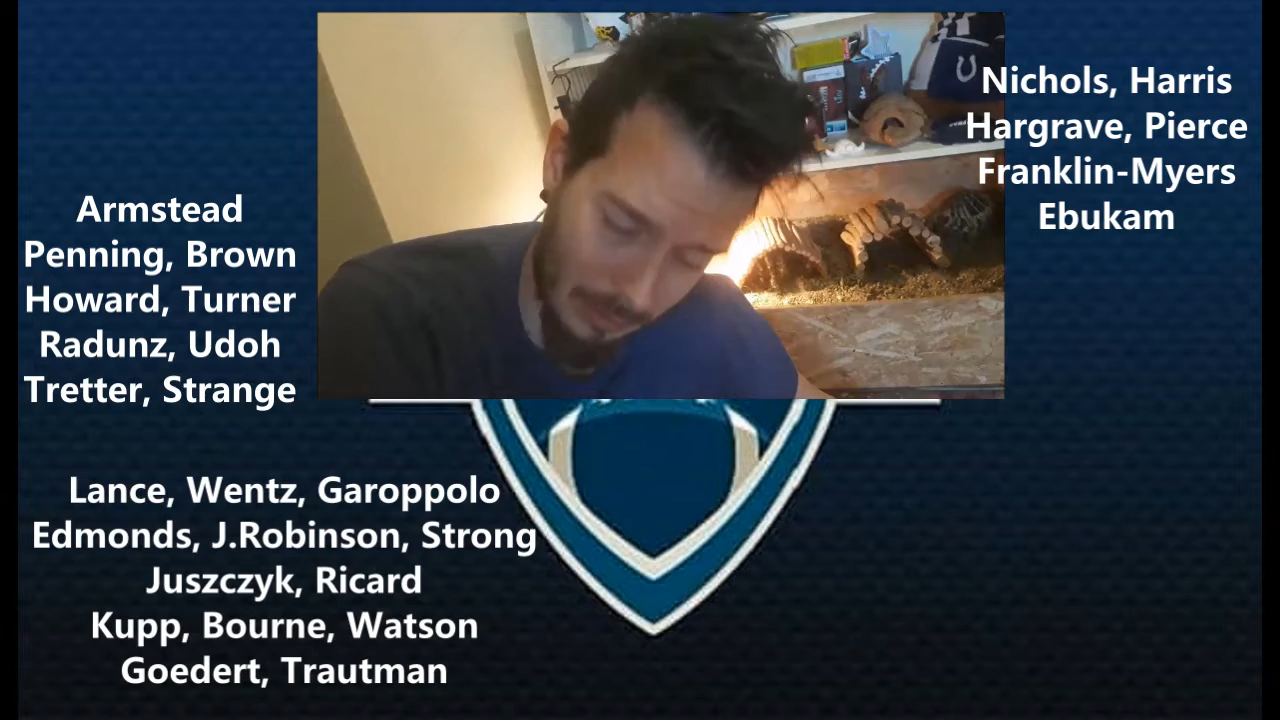 Nichols, Harris
Hargrave, Pierce
Franklin-Myers
Ebukam
Armstead
Penning, Brown
Howard, Turner
Radunz, Udoh
Tretter, Strange
Lance, Wentz, Garoppolo
Edmonds, J.Robinson, Strong
Juszczyk, Ricard
Kupp, Bourne, Watson
Goedert, Trautman